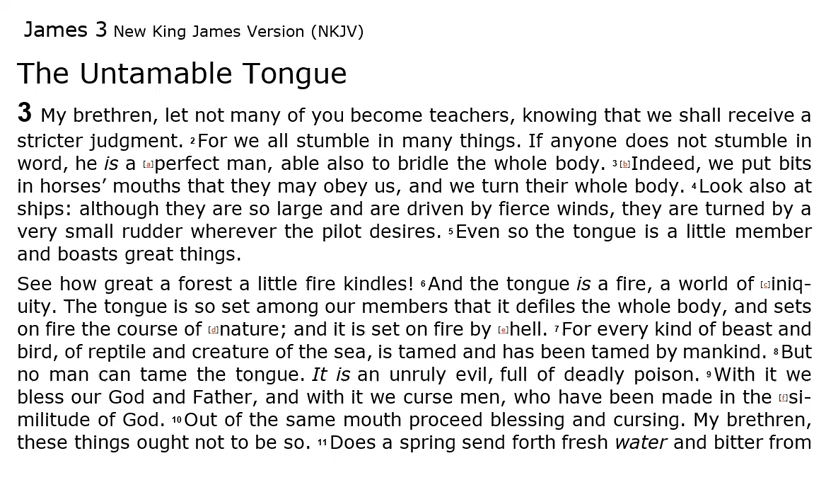 James 3 New King James Version (NKJV)
The Untamable Tongue
3 My brethren, let not many of you become teachers, knowing that we shall receive a
stricter judgment. 2 For we all stumble in many things. If anyone does not stumble in
word, he is a [a]perfect man, able also to bridle the whole body. 3 [b]Indeed, we put bits
in horses’ mouths that they may obey us, and we turn their whole body. 4 Look also at
ships: although they are so large and are driven by fierce winds, they are turned by a
very small rudder wherever the pilot desires. 5 Even so the tongue is a little member
and boasts great things.
See how great a forest a little fire kindles! 6 And the tongue is a fire, a world of [c]iniq-
uity. The tongue is so set among our members that it defiles the whole body, and sets
on fire the course of [d]nature; and it is set on fire by [e]hell. 7 For every kind of beast and
bird, of reptile and creature of the sea, is tamed and has been tamed by mankind. 8 But
no man can tame the tongue. It is an unruly evil, full of deadly poison. 9 With it we
bless our God and Father, and with it we curse men, who have been made in the [f]si-
militude of God. 10 Out of the same mouth proceed blessing and cursing. My brethren,
these things ought not to be so. 11 Does a spring send forth fresh water and bitter from